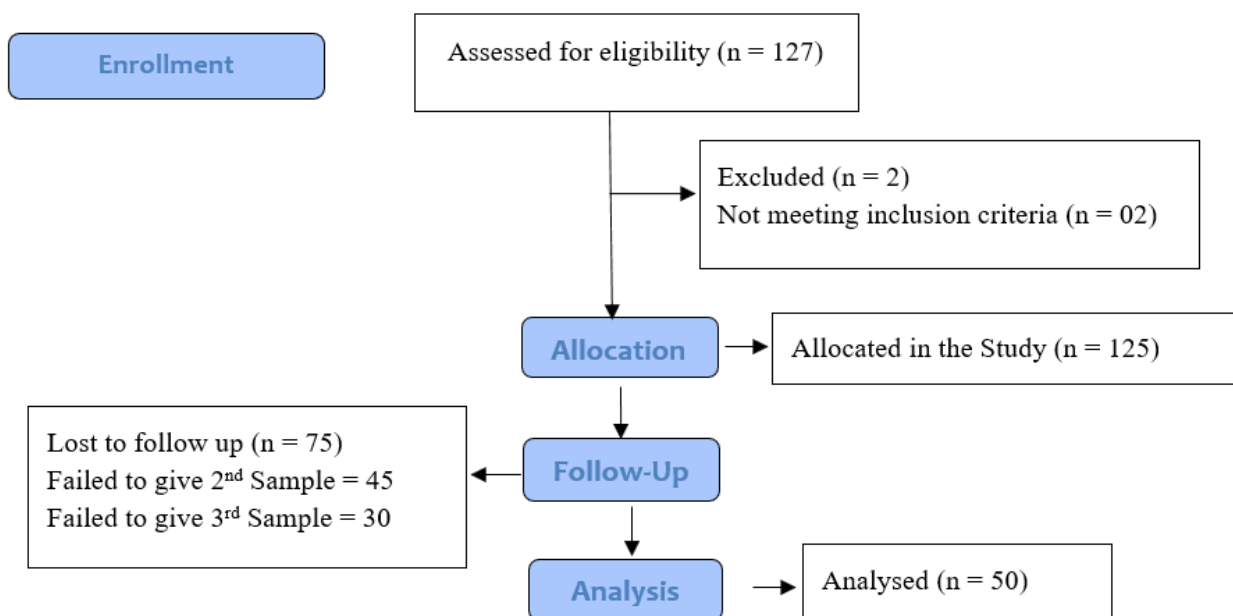 Enrollment
Assessed for eligibility (n = 127)
Excluded (n = 2)
Not meeting inclusion criteria (n = 02)
Allocation
Allocated in the Study (n = 125)
Lost to follow up (n = 75)
Failed to give 2nd Sample = 45
Failed to give 3rd Sample = 30
Follow-Up
Analysis
Analysed (n = 50)